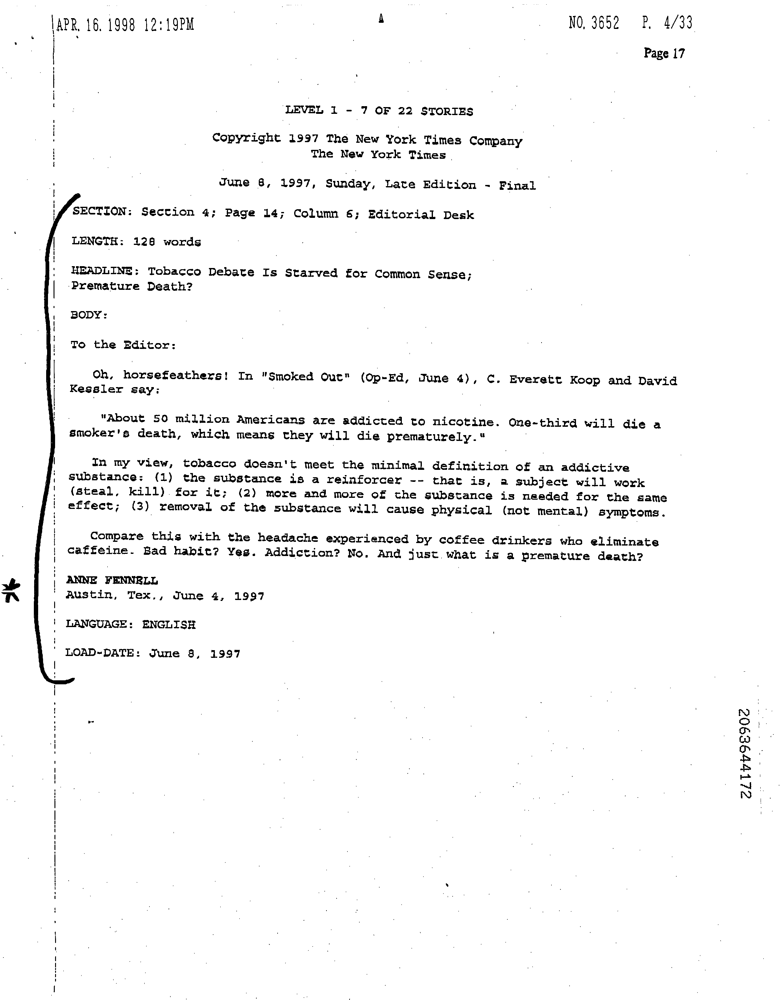 APR. 16. 1998 12:19PM NO. 3652 P. 4/33
Page 17
LEVEL 1 - 7 OF 22 STORIES
Copyright 1997 The New York Times Company
The New York Times
June 8, 1997, Sunday, Late Edition - Final
SECTION: Section 4; Page 14; Column 6; Editorial Desk
LENGTH: 128 words
HEADLINE: Tobacco Debate Is Starved for Common Sense;
Premature Death?
BODY:
To the Editor:
Oh, horsefeathers! In "Smoked Out" (Op-Ed, June 4), C. Everett Koop and David
Kessler say:
"About 50 million Americans are addicted to nicotine. One-third will die a
smoker's death, which means they will die prematurely."
In my view, tobacco doesn't meet the minimal definition of an addictive
substance: (1) the substance is a reinforcer -- that is, a subject will work
(steal, kill) for it; (2) more and more of the substance is needed for the same
effect; (3) removal of the substance will cause physical (not mental) symptoms.
Compare this with the headache experienced by coffee drinkers who eliminate
caffeine. Bad habit? Yes. Addiction? No. And just what is a premature death?
ANNE FENNELL
Austin, Tex., June 4, 1997
LANGUAGE: ENGLISH
LOAD-DATE: June 8, 1997
2063644172